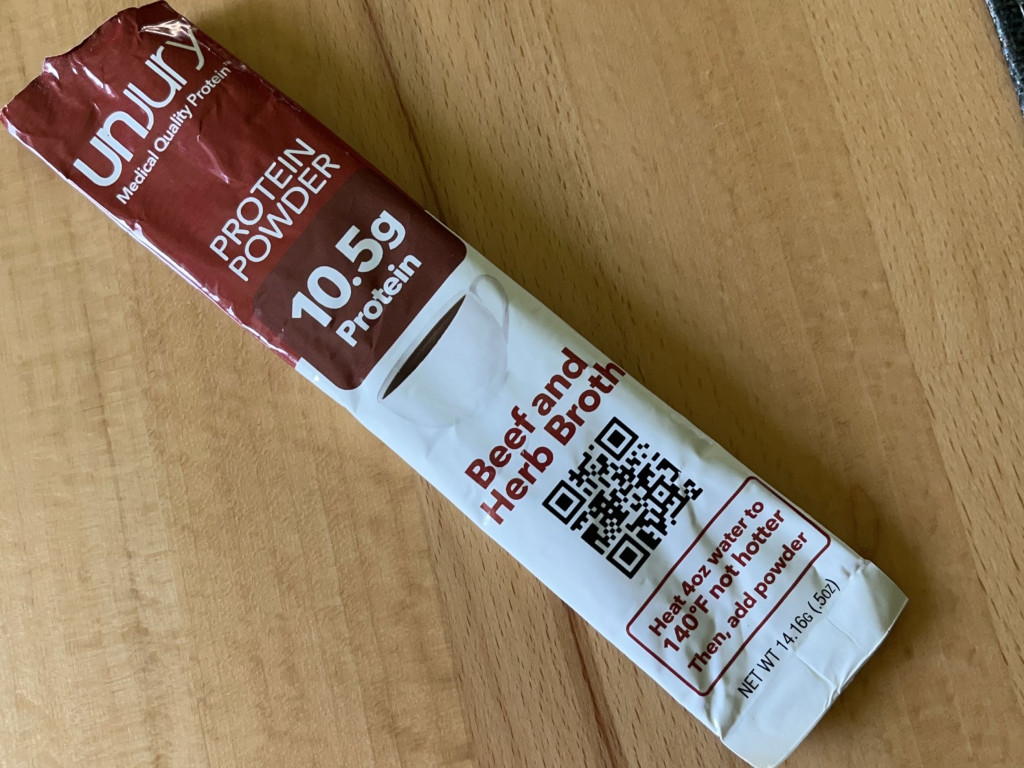 unjury
Medical Quality Protein™
PROTEIN
POWDER
10.5g
Protein
Beef and
Herb Broth
Heat 4oz water to
140°F not hotter
Then, add powder
NET WT 14.16G (.5OZ)